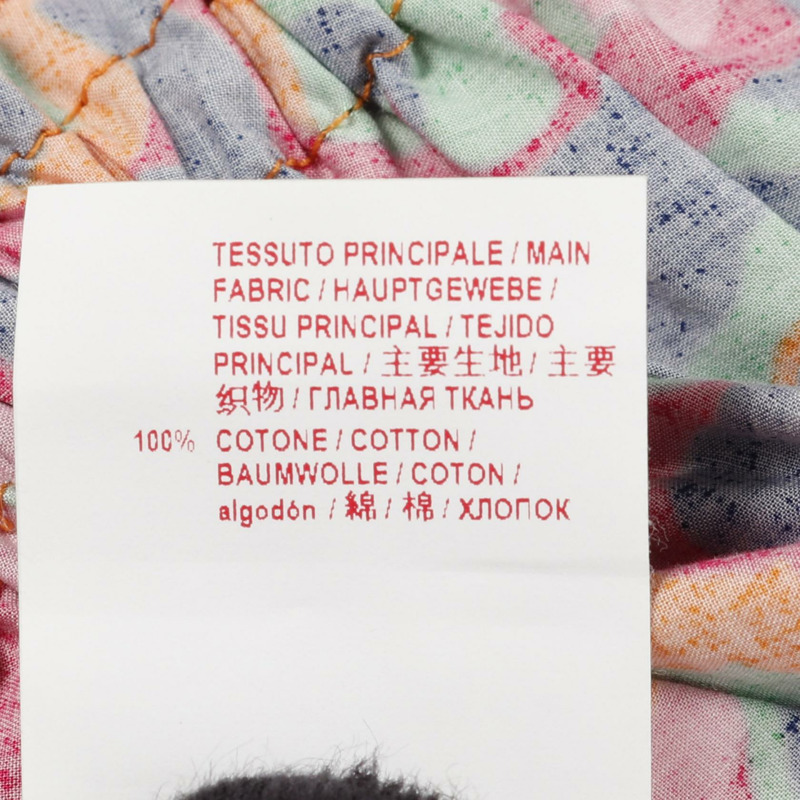 TESSUTO PRINCIPALE / MAIN
FABRIC / HAUPTGEWEBE /
TISSU PRINCIPAL / TEJIDO
PRINCIPAL / 主要生地 / 主要
织物 / ГЛАВНАЯ ТКАНЬ
100% COTONE / COTTON /
BAUMWOLLE / COTON /
algodón / 綿 / 棉 / ХЛОПОК